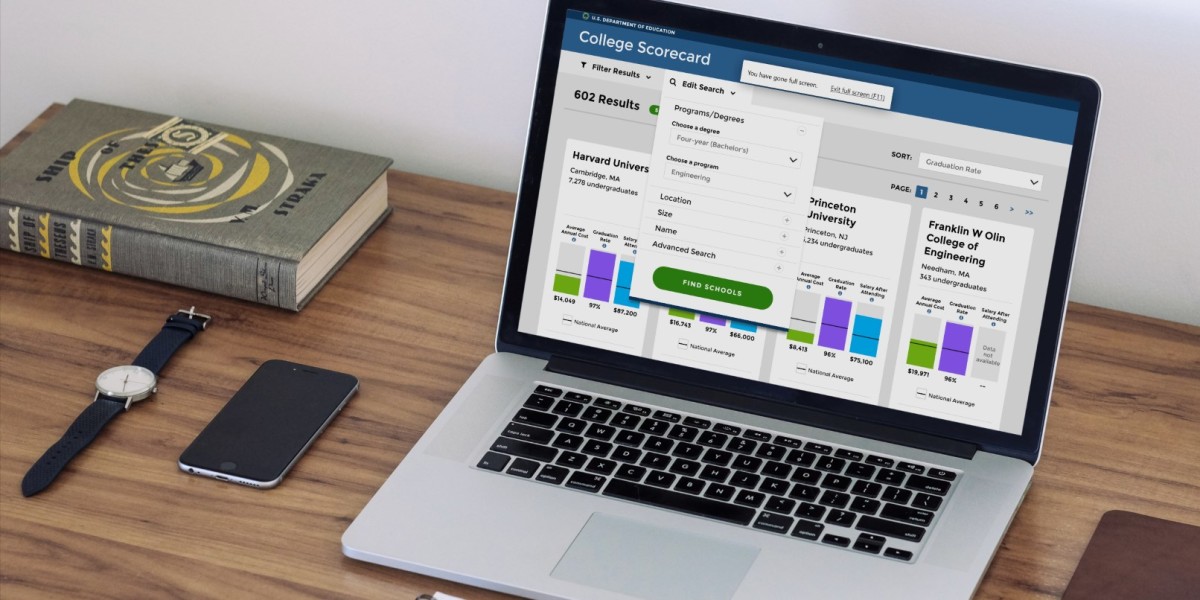 SHIP
OF
THESEUS
V.M.
STRAKA
SHIP OF
THESEUS
V.M. STRAKA
U.S. DEPARTMENT OF EDUCATION
College Scorecard
You have gone full screen. Exit full screen (F11)
Filter Results
Edit Search
602 Results
Programs/Degrees
Choose a degree
Four-year (Bachelor's)
Choose a program
Engineering
Location
Size
Name
Advanced Search
FIND SCHOOLS
SORT: Graduation Rate
PAGE: 1 2 3 4 5 6 > >>
Harvard Univers
Cambridge, MA
7,278 undergraduates
Average
Annual Cost
Graduation
Rate
Salary
After
$14,049
97%
$87,200
National Average
$16,743
97%
$66,000
National Average
Princeton
University
Princeton, NJ
,234 undergraduates
Average
Annual Cost
Graduation
Rate
Salary After
Attending
$8,413
96%
$75,100
National Average
Franklin W Olin
College of
Engineering
Needham, MA
343 undergraduates
Average
Annual Cost
Graduation
Rate
Salary After
Attending
Data
not
available
$19,971
96%
--
National Average